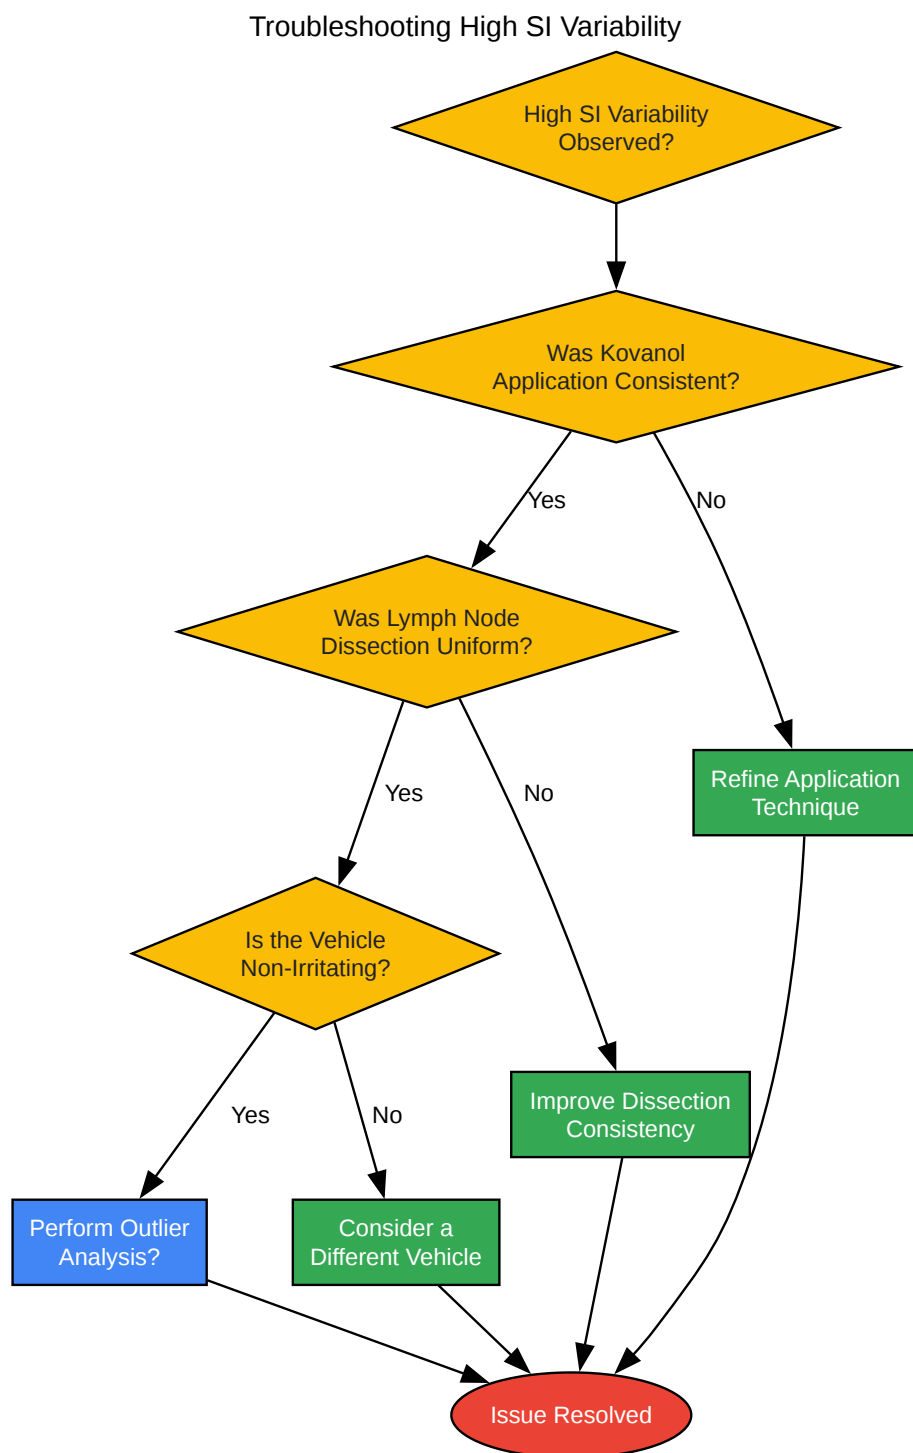 Troubleshooting High SI Variability
High SI Variability
Observed?
Was Kovanol
Application Consistent?
Yes
No
Was Lymph Node
Dissection Uniform?
Yes
No
Refine Application
Technique
Is the Vehicle
Non-Irritating?
Yes
No
Improve Dissection
Consistency
Perform Outlier
Analysis?
Consider a
Different Vehicle
Issue Resolved